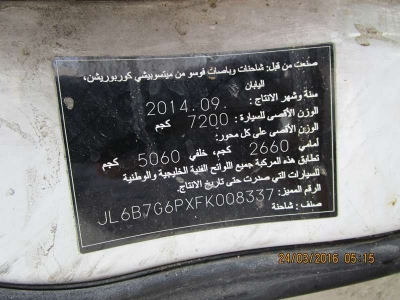 صنعت من قبل: شاحنات وباصات فوسو من ميتسوبيشي كوربوريشن،
اليابان
سنة وشهر الانتاج: 2014.09.
الوزن الأقصى للسيارة: 7200 كجم
الوزن الأقصى على كل محور:
أمامي 2660 كجم، خلفي 5060 كجم
تطابق هذه المركبة جميع اللوائح الفنية الخليجية والوطنية
للسيارات التي صدرت حتى تاريخ الانتاج.
الرقم المميز: JL6B7G6PXFK008337
صنف: شاحنة
24/03/2016 05:15